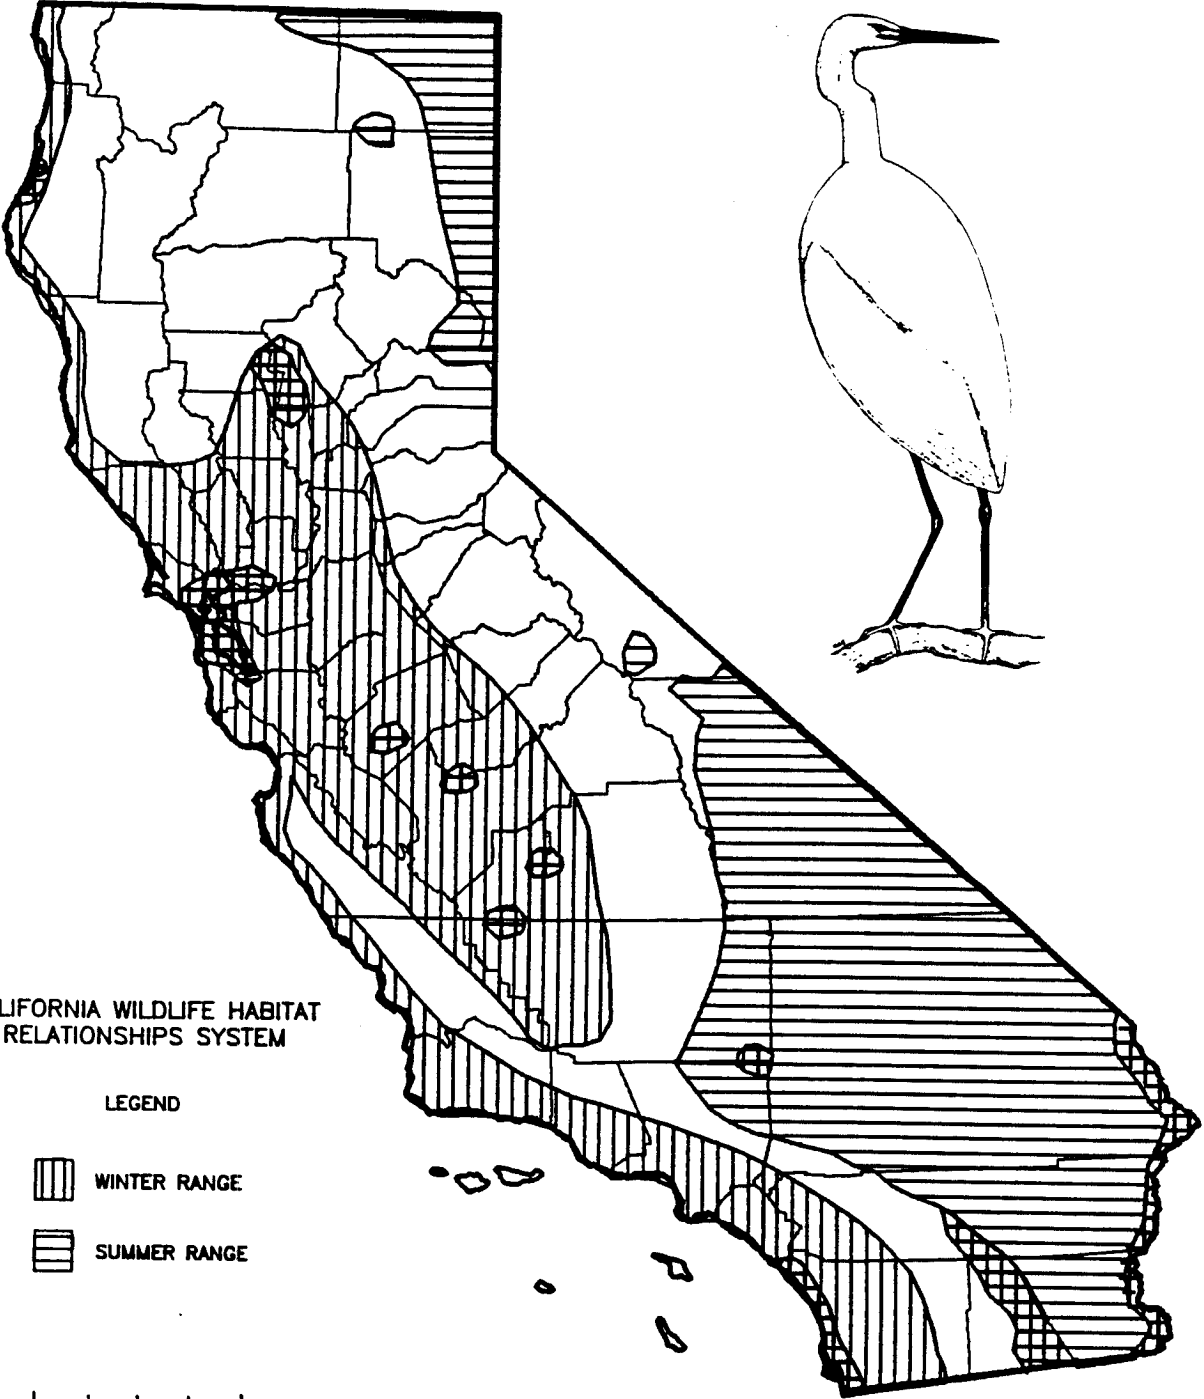 LIFORNIA WILDLIFE HABITAT
RELATIONSHIPS SYSTEM
LEGEND
WINTER RANGE
SUMMER RANGE